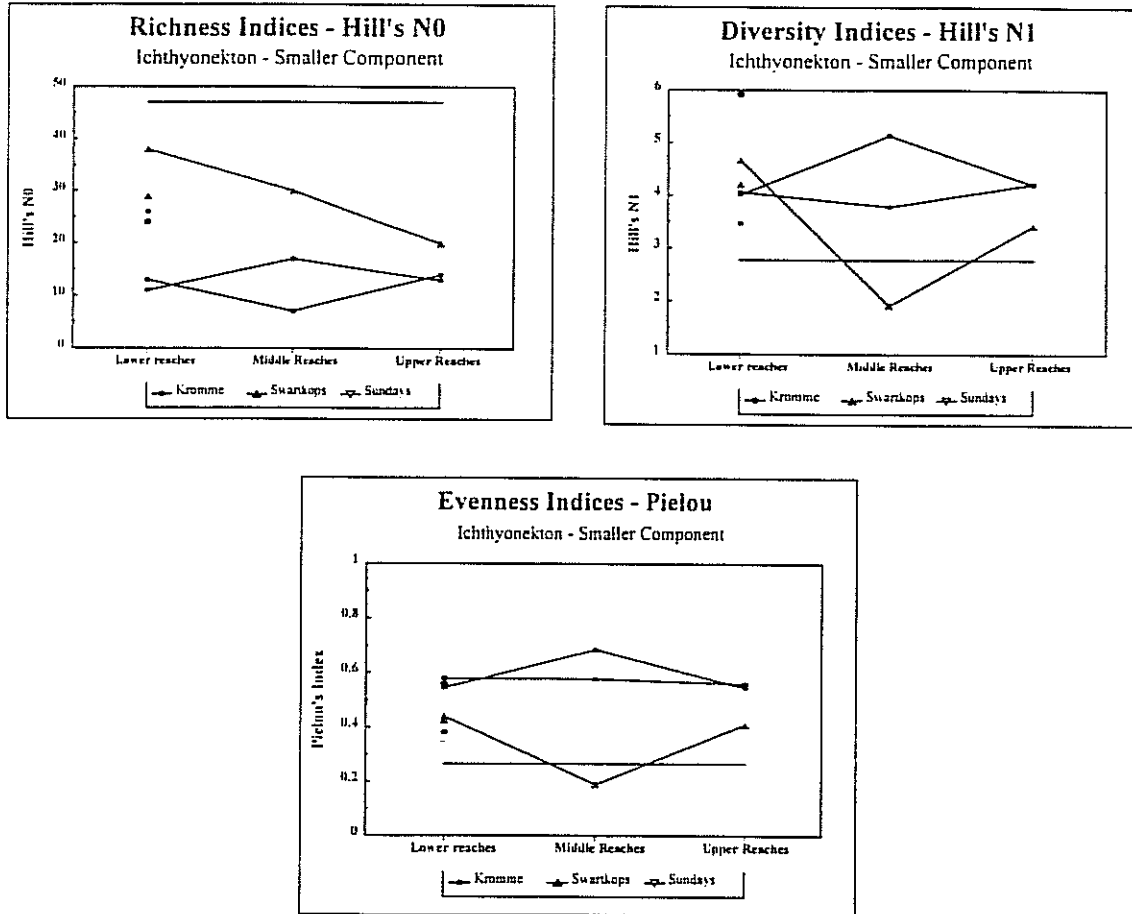 Richness Indices - Hill's N0
Ichthyonekton - Smaller Component
50
40
30
20
10
0
Hill's N0
Lower reaches Middle Reaches Upper Reaches
Kromme Swartkops Sundays
Diversity Indices - Hill's N1
Ichthyonekton - Smaller Component
6
5
4
3
2
1
Hill's N1
Lower reaches Middle Reaches Upper Reaches
Kromme Swartkops Sundays
Evenness Indices - Pielou
Ichthyonekton - Smaller Component
1
0.8
0.6
0.4
0.2
0
Pielou's Index
Lower reaches Middle Reaches Upper Reaches
Kromme Swartkops Sundays